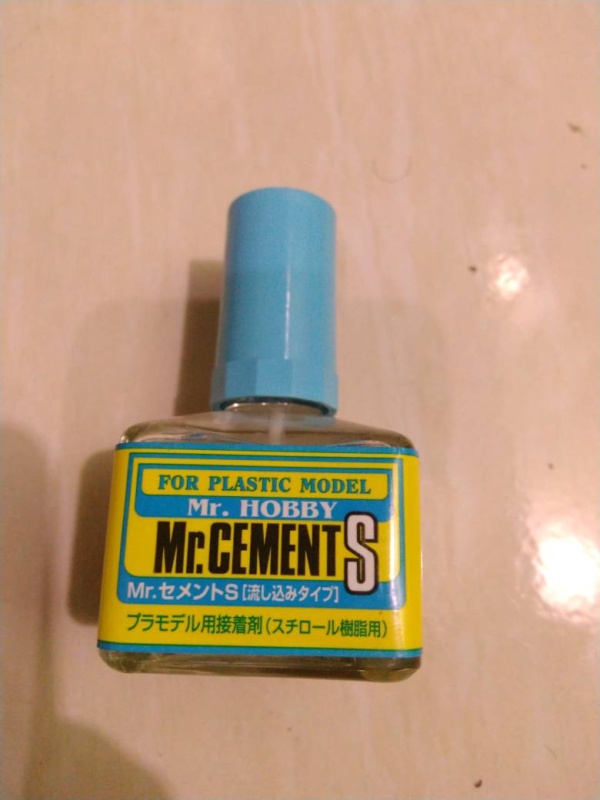 FOR PLASTIC MODEL
Mr. HOBBY
Mr.CEMENT S
Mr.セメントS[流し込みタイプ]
プラモデル用接着剤(スチロール樹脂用)